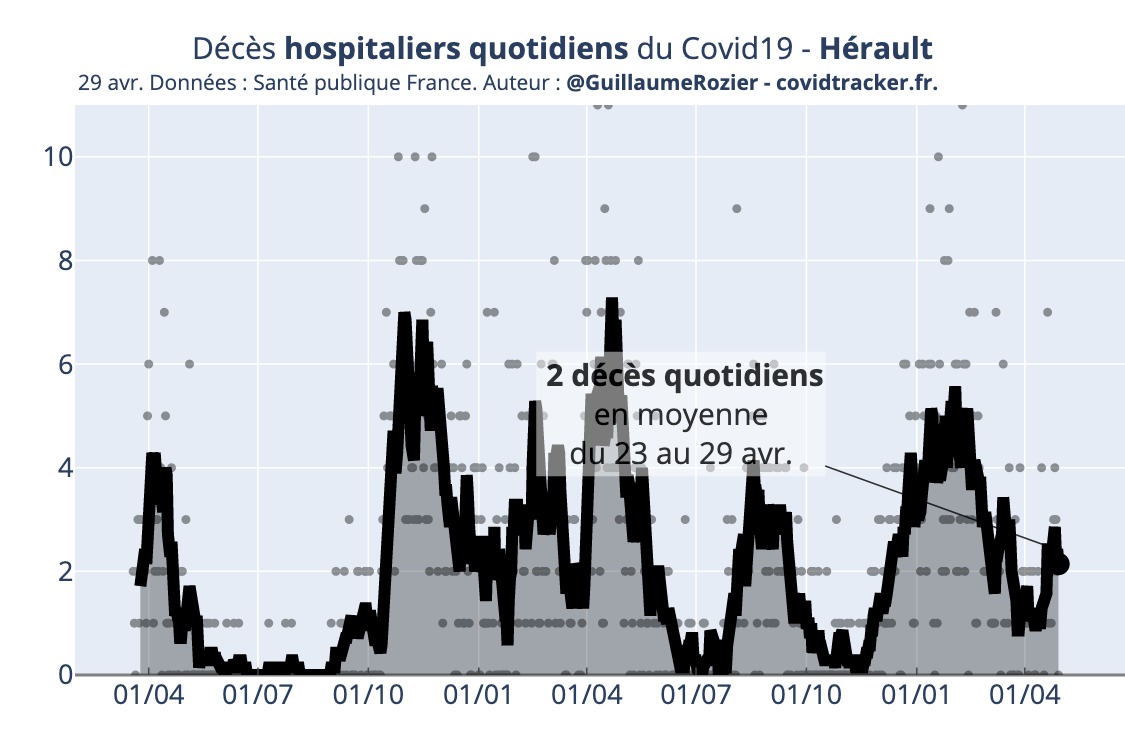 Décès hospitaliers quotidiens du Covid19 - Hérault
29 avr. Données : Santé publique France. Auteur : @GuillaumeRozier - covidtracker.fr.
10
8
6
4
2
0
2 décès quotidiens
en moyenne
du 23 au 29 avr.
01/04 01/07 01/10 01/01 01/04 01/07 01/10 01/01 01/04